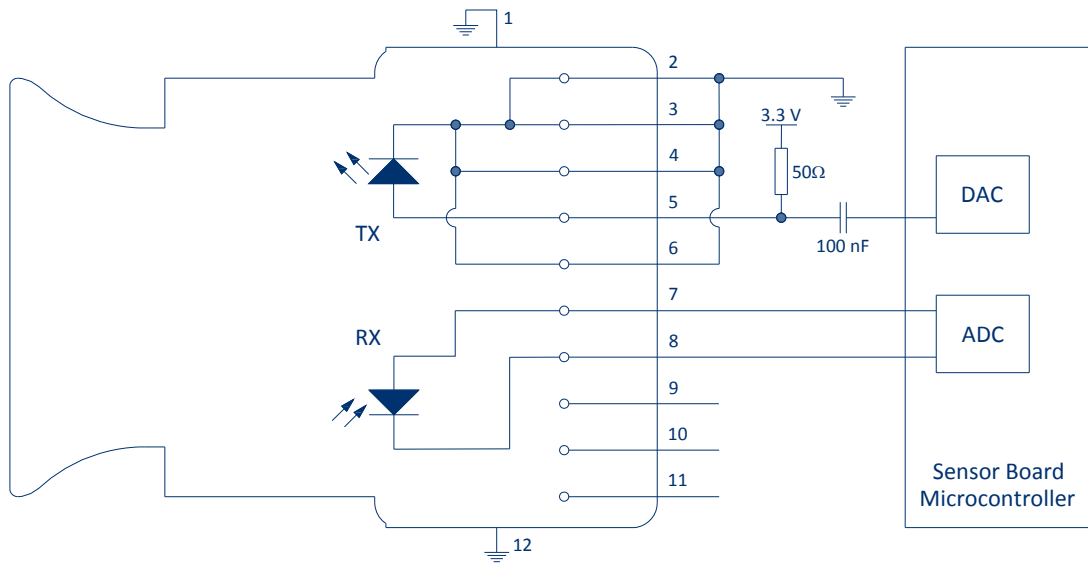 1
2
3
3.3 V
4
50Ω
DAC
5
TX
100 nF
6
7
RX
8
ADC
9
10
11
Sensor Board
Microcontroller
12